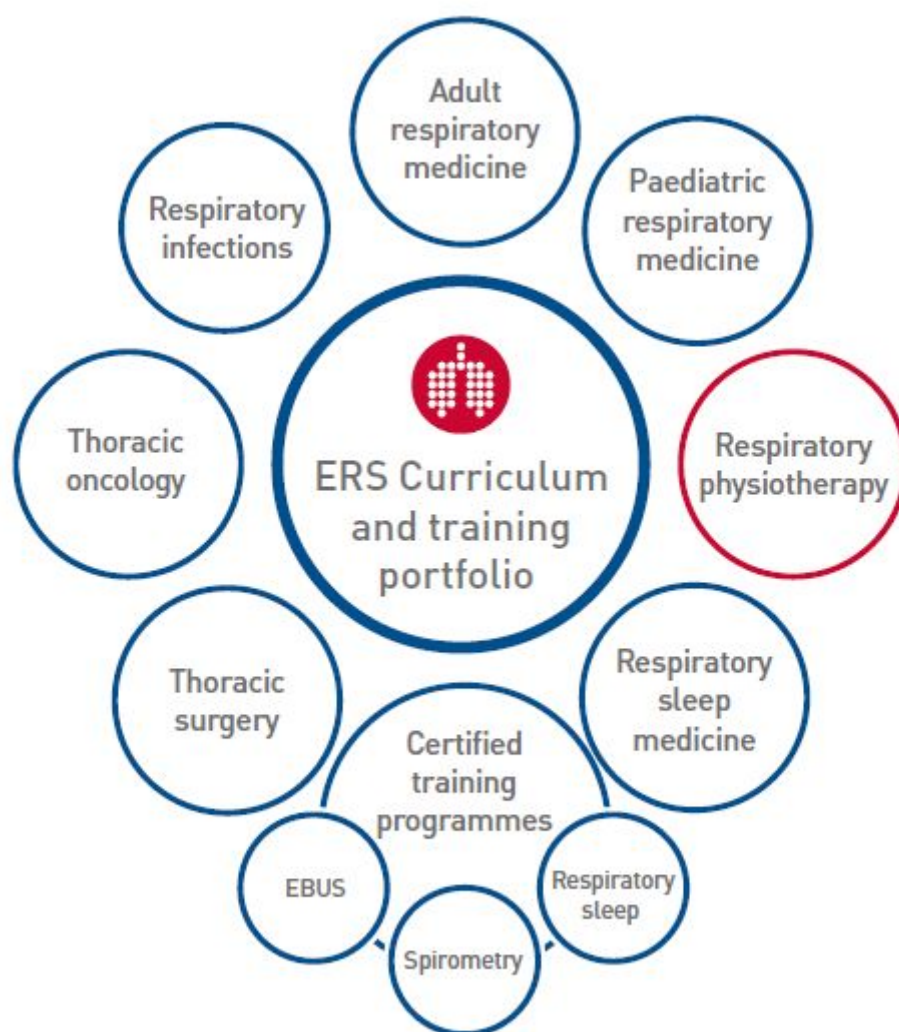 Adult
respiratory
medicine
Paediatric
respiratory
medicine
Respiratory
infections
Thoracic
oncology
ERS Curriculum
and training
portfolio
Respiratory
physiotherapy
Thoracic
surgery
Respiratory
sleep
medicine
Certified
training
programmes
EBUS
Respiratory
sleep
Spirometry